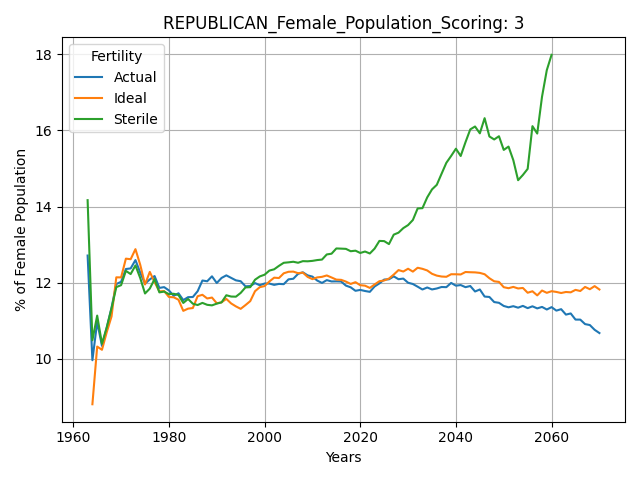 REPUBLICAN_Female_Population_Scoring: 3
Fertility
Actual
Ideal
Sterile
% of Female Population
18
16
14
12
10
1960 1980 2000 2020 2040 2060
Years